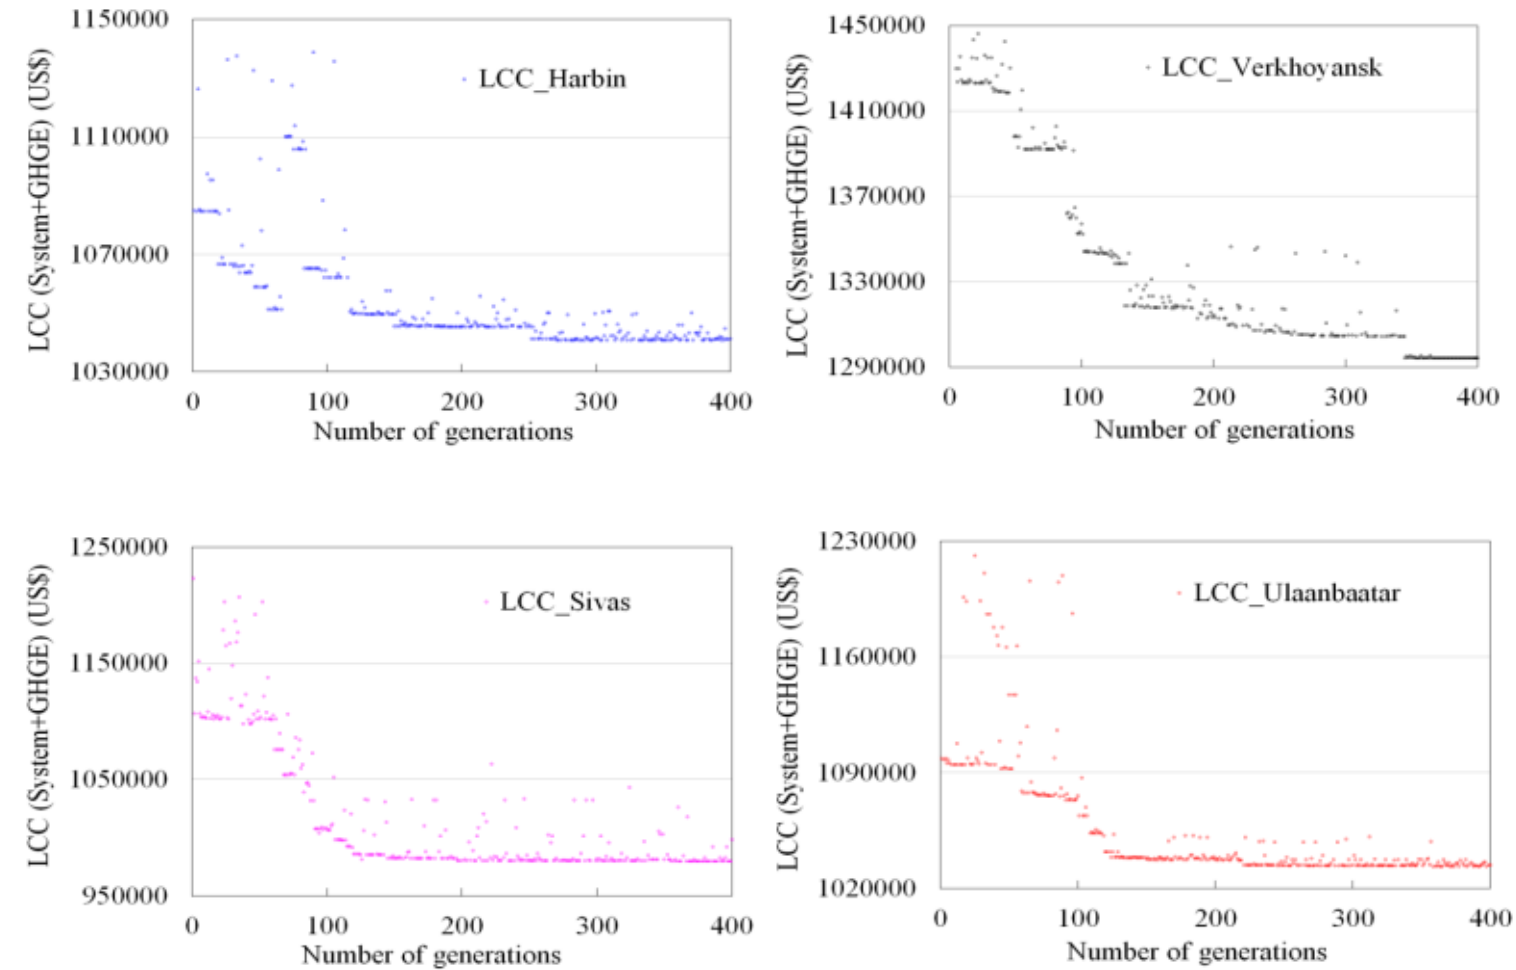 LCC (System+GHGE) (US$)
1150000
1110000
1070000
1030000
LCC_Harbin
0 100 200 300 400
Number of generations
LCC (System+GHGE) (US$)
1450000
1410000
1370000
1330000
1290000
LCC_Verkhoyansk
0 100 200 300 400
Number of generations
LCC (System+GHGE) (US$)
1250000
1150000
1050000
950000
LCC_Sivas
0 100 200 300 400
Number of generations
LCC (System+GHGE) (US$)
1230000
1160000
1090000
1020000
LCC_Ulaanbaatar
0 100 200 300 400
Number of generations